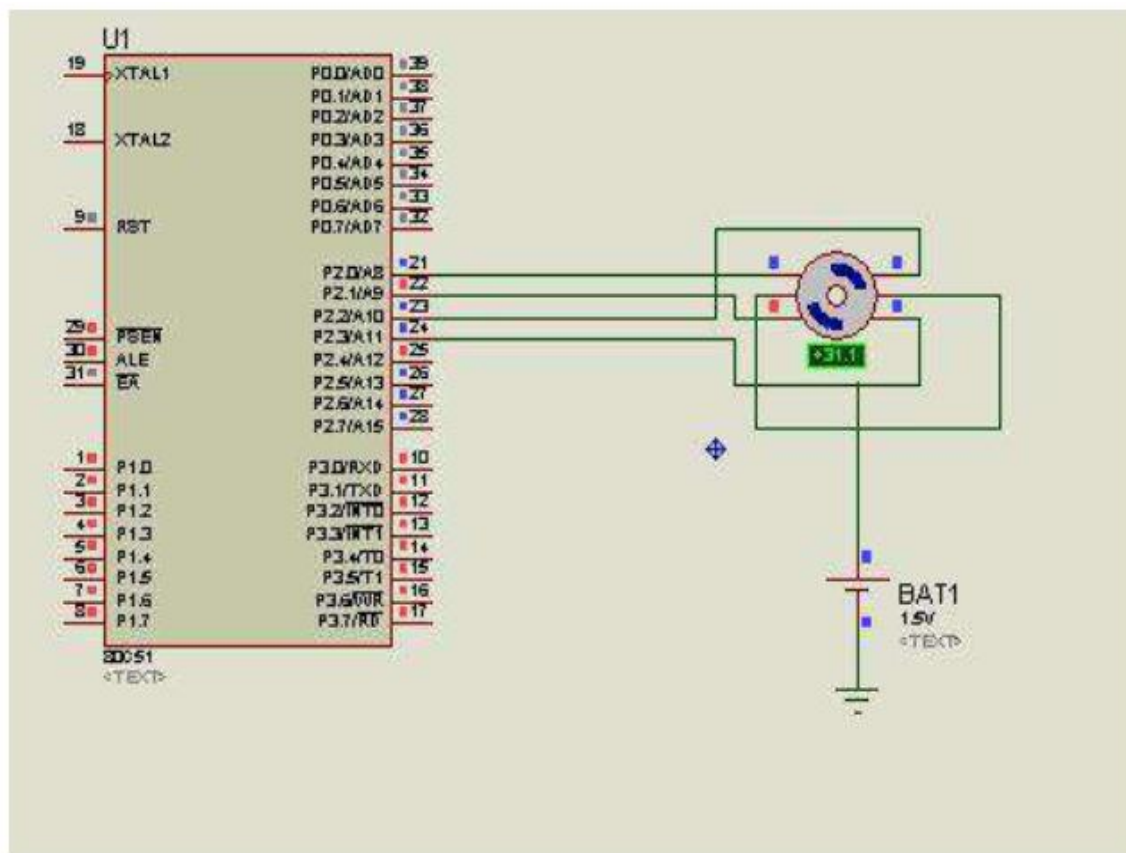 U1
19 XTAL1
18 XTAL2
9 RST
29 PSEN
30 ALE
31 EA
1 P1.0
2 P1.1
3 P1.2
4 P1.3
5 P1.4
6 P1.5
7 P1.6
8 P1.7
P0.0/AD0 39
P0.1/AD1 38
P0.2/AD2 37
P0.3/AD3 36
P0.4/AD4 35
P0.5/AD5 34
P0.6/AD6 33
P0.7/AD7 32
P2.0/A8 21
P2.1/A9 22
P2.2/A10 23
P2.3/A11 24
P2.4/A12 25
P2.5/A13 26
P2.6/A14 27
P2.7/A15 28
P3.0/RXD 10
P3.1/TXD 11
P3.2/INT0 12
P3.3/INT1 13
P3.4/T0 14
P3.5/T1 15
P3.6/WR 16
P3.7/RD 17
80C51
<TEXT>
+31.1
BAT1
<TEXT>